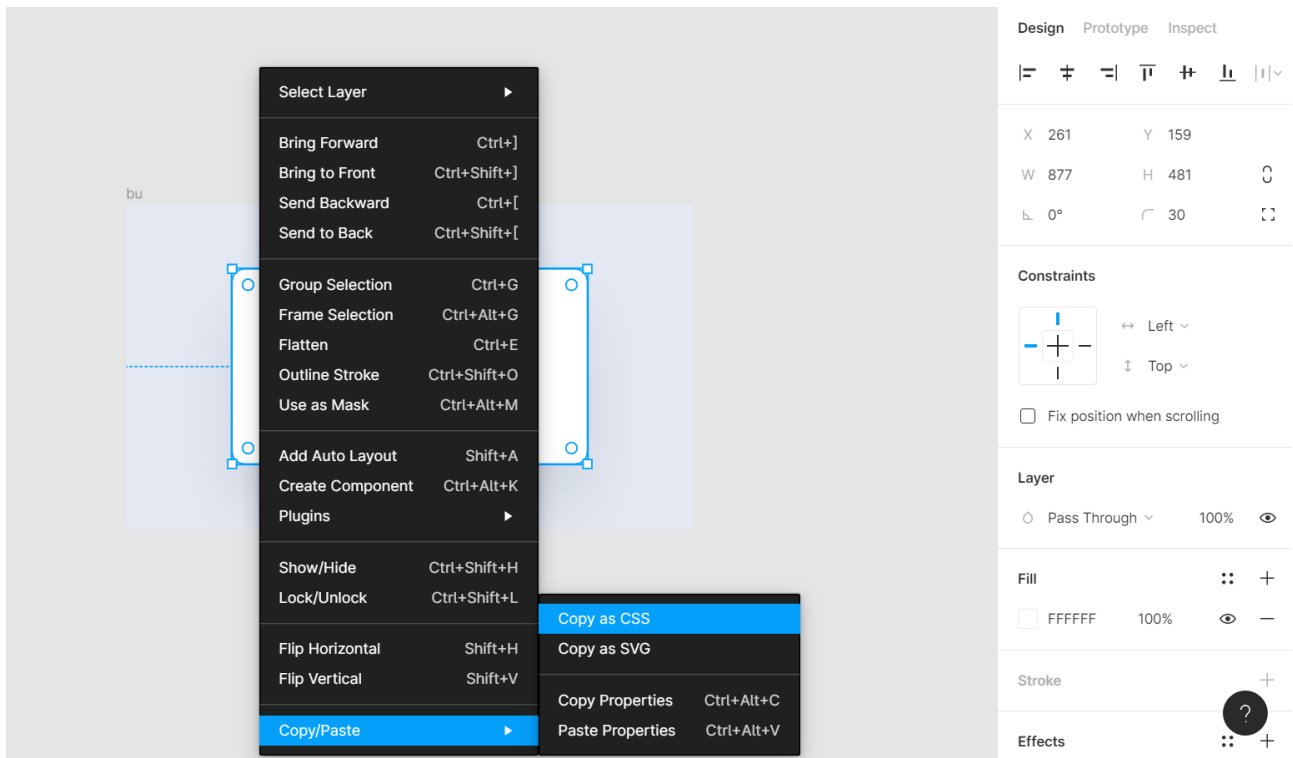 Design Prototype Inspect
X 261 Y 159
W 877 H 481
0° 30
Constraints
Left
Top
Fix position when scrolling
Layer
Pass Through 100%
Fill
FFFFFF 100%
Stroke
?
Effects
bu
Select Layer
Bring Forward Ctrl+]
Bring to Front Ctrl+Shift+]
Send Backward Ctrl+[
Send to Back Ctrl+Shift+[
Group Selection Ctrl+G
Frame Selection Ctrl+Alt+G
Flatten Ctrl+E
Outline Stroke Ctrl+Shift+O
Use as Mask Ctrl+Alt+M
Add Auto Layout Shift+A
Create Component Ctrl+Alt+K
Plugins
Show/Hide Ctrl+Shift+H
Lock/Unlock Ctrl+Shift+L
Flip Horizontal Shift+H
Flip Vertical Shift+V
Copy/Paste
Copy as CSS
Copy as SVG
Copy Properties Ctrl+Alt+C
Paste Properties Ctrl+Alt+V